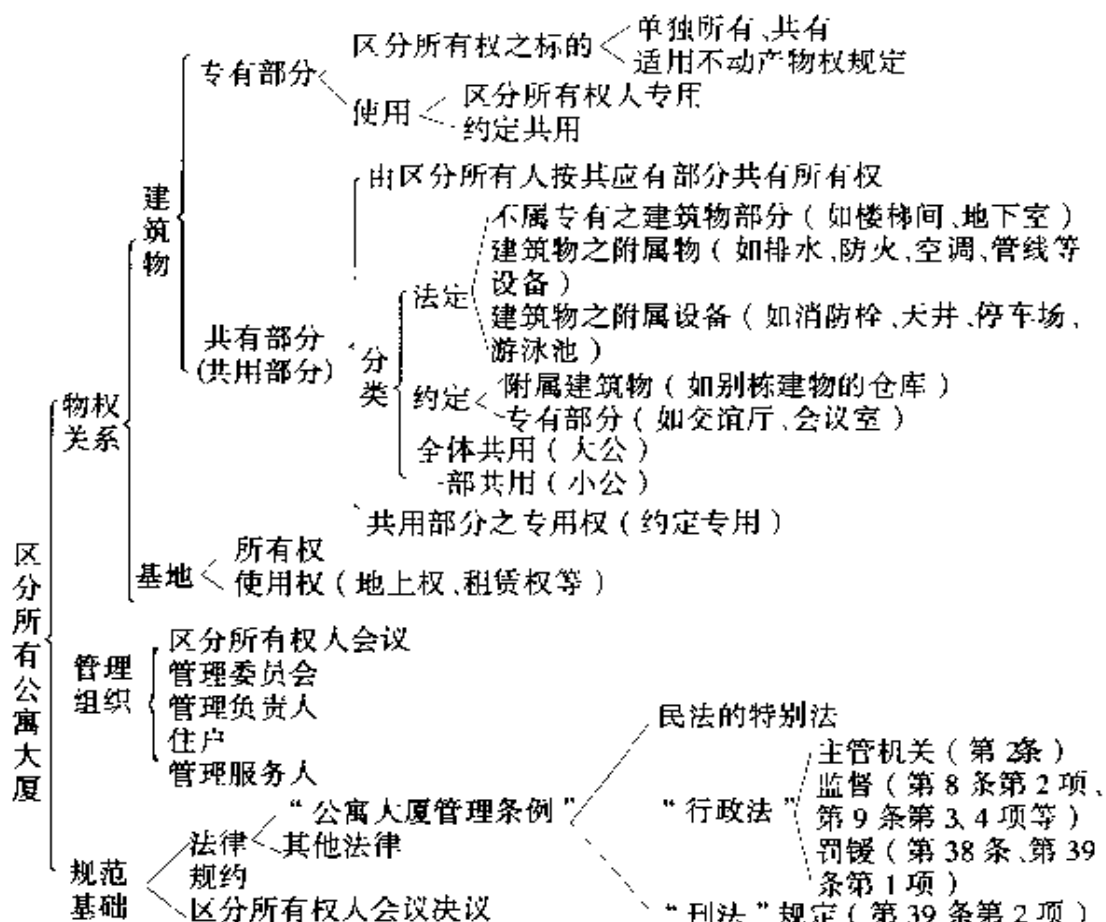 区分所有权之标的
单独所有、共有
适用不动产物权规定
专有部分
使用
区分所有权人专用
约定共用
建筑物
由区分所有人按其应有部分共有所有权
不属专有之建筑物部分(如楼梯间、地下室)
建筑物之附属物(如排水、防火、空调、管线等
设备)
法定
建筑物之附属设备(如消防栓、天井、停车场、
游泳池)
共有部分
(共用部分)
分类
约定
附属建筑物(如别栋建物的仓库)
专有部分(如交谊厅、会议室)
全体共用(大公)
一部共用(小公)
共用部分之专用权(约定专用)
物权
关系
基地
所有权
使用权(地上权、租赁权等)
区分所有公寓大厦
管理
组织
区分所有权人会议
管理委员会
管理负责人
住户
管理服务人
规范
基础
法律
“公寓大厦管理条例”
其他法律
规约
区分所有权人会议决议
民法的特别法
“行政法”
主管机关(第2条)
监督(第8条第2项、
第9条第3、4项等)
罚锾(第38条、第39
条第1项)
“刑法”规定(第39条第2项)